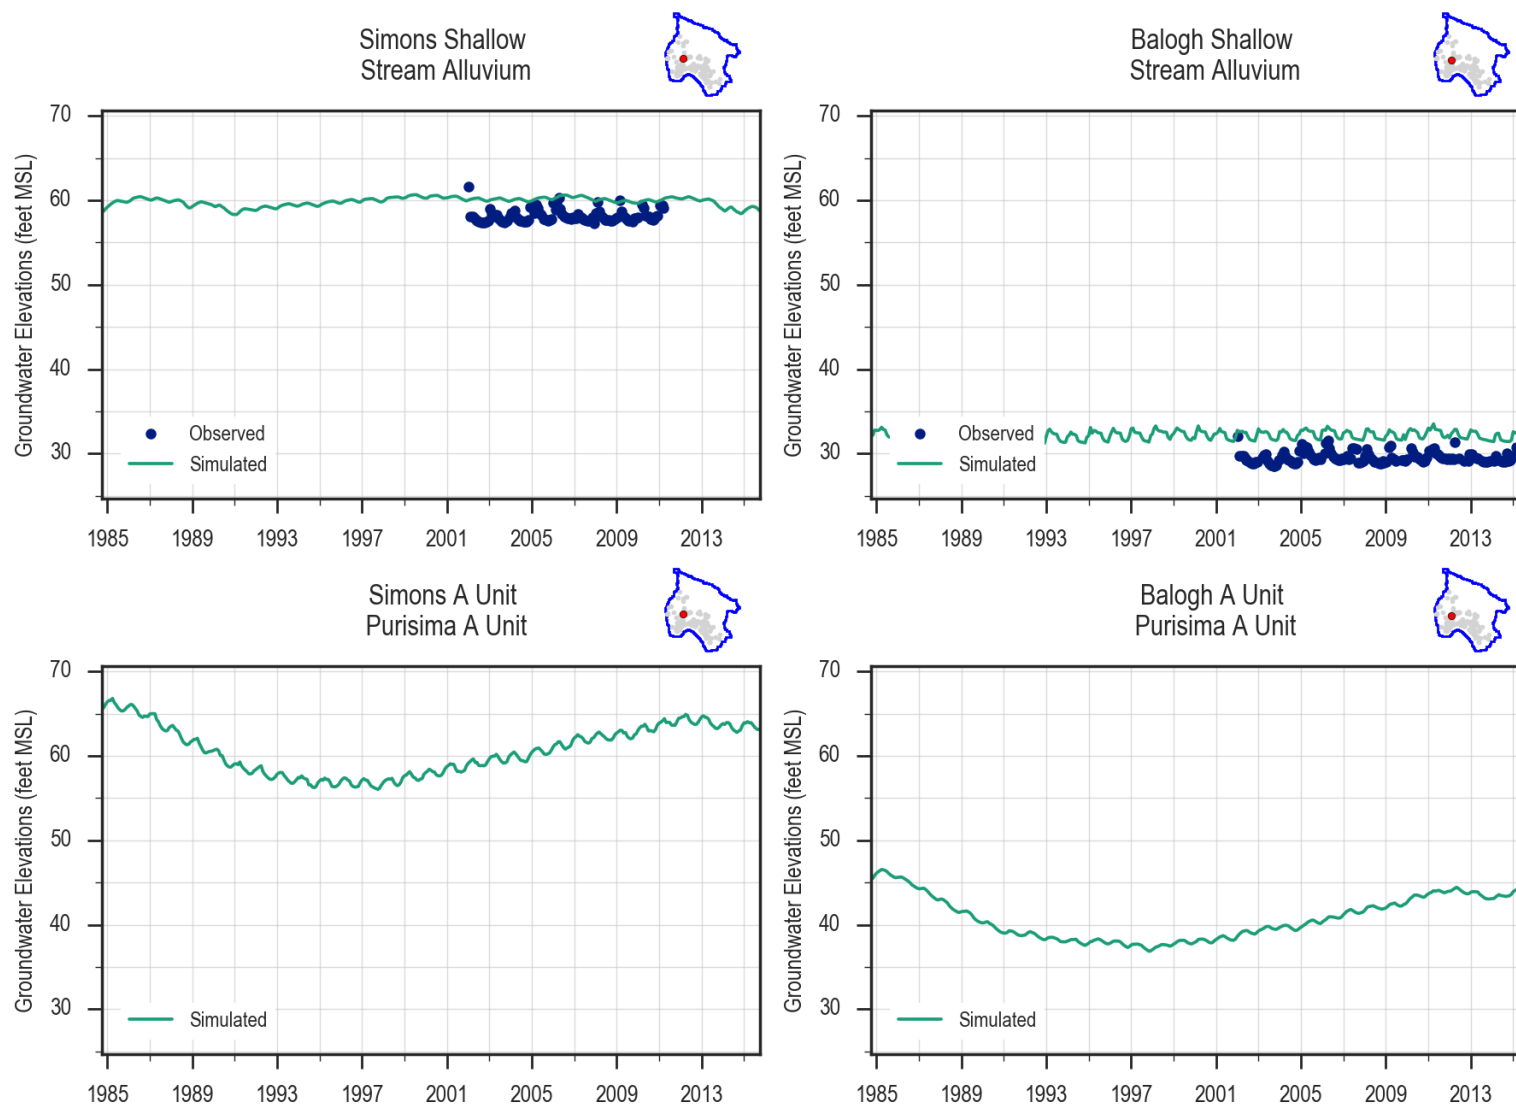 Simons Shallow
Stream Alluvium
Groundwater Elevations (feet MSL)
70
60
50
40
30
Observed
Simulated
1985 1989 1993 1997 2001 2005 2009 2013
Balogh Shallow
Stream Alluvium
Groundwater Elevations (feet MSL)
70
60
50
40
30
Observed
Simulated
1985 1989 1993 1997 2001 2005 2009 2013
Simons A Unit
Purisima A Unit
Groundwater Elevations (feet MSL)
70
60
50
40
30
Simulated
1985 1989 1993 1997 2001 2005 2009 2013
Balogh A Unit
Purisima A Unit
Groundwater Elevations (feet MSL)
70
60
50
40
30
Simulated
1985 1989 1993 1997 2001 2005 2009 2013